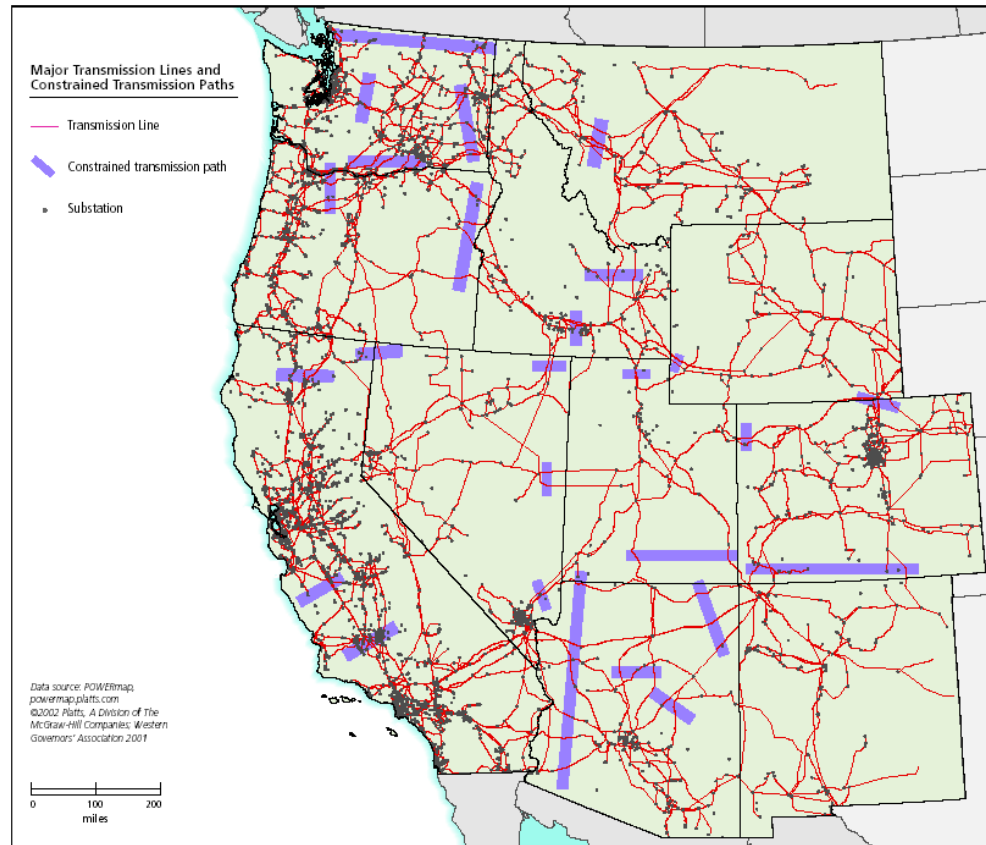 Major Transmission Lines and
Constrained Transmission Paths
Transmission Line
Constrained transmission path
Substation
Data source: POWERmap,
powermap.platts.com
©2002 Platts, A Division of The
McGraw-Hill Companies; Western
Governors' Association 2001
0 100 200
miles